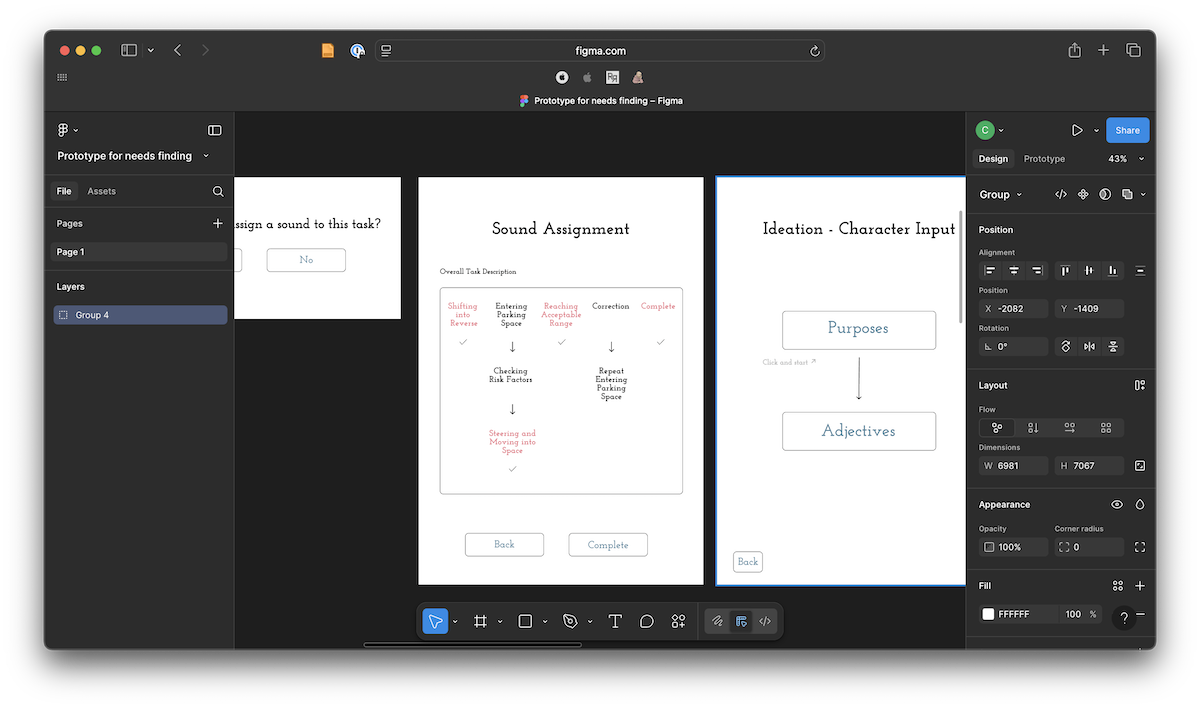 figma.com
Prototype for needs finding – Figma
Prototype for needs finding
File
Assets
Pages
Page 1
Layers
Group 4
ssign a sound to this task?
No
Sound Assignment
Overall Task Description
Shifting
into
Reverse
Entering
Parking
Space
Checking
Risk Factors
Steering and
Moving into
Space
Reaching
Acceptable
Range
Correction
Repeat
Entering
Parking
Space
Complete
Back
Complete
Ideation - Character Input
Purposes
Click and start ↗
Adjectives
Back
C
Share
Design
Prototype
43%
Group
Position
Alignment
Position
X -2082
Y -1409
Rotation
0°
Layout
Flow
Dimensions
W 6981
H 7067
Appearance
Opacity
Corner radius
100%
0
Fill
FFFFFF
100 %
?